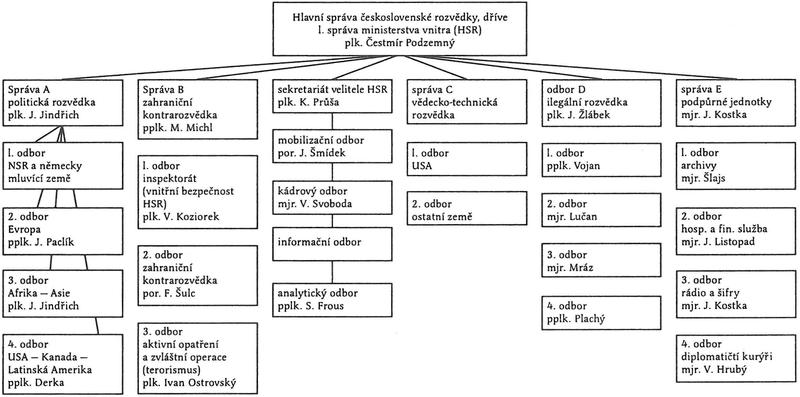 Hlavní správa československé rozvědky, dříve
l. správa ministerstva vnitra (HSR)
plk. Čestmír Podzemný
Správa A
politická rozvědka
plk. J. Jindřich
l. odbor
NSR a německy
mluvící země
2. odbor
Evropa
pplk. J. Paclík
3. odbor
Afrika — Asie
plk. J. Jindřich
4. odbor
USA — Kanada —
Latinská Amerika
pplk. Derka
Správa B
zahraniční
kontrarozvědka
pplk. M. Michl
l. odbor
inspektorát
(vnitřní bezpečnost
HSR)
plk. V. Koziorek
2. odbor
zahraniční
kontrarozvědka
por. F. Šulc
3. odbor
aktivní opatření
a zvláštní operace
(terorismus)
plk. Ivan Ostrovský
sekretariát velitele HSR
plk. K. Průša
mobilizační odbor
por. J. Šmídek
kádrový odbor
mjr. V. Svoboda
informační odbor
analytický odbor
pplk. S. Frous
správa C
vědecko-technická
rozvědka
l. odbor
USA
2. odbor
ostatní země
odbor D
ilegální rozvědka
plk. J. Žlábek
l. odbor
pplk. Vojan
2. odbor
mjr. Lučan
3. odbor
mjr. Mráz
4. odbor
pplk. Plachý
správa E
podpůrné jednotky
mjr. J. Kostka
l. odbor
archivy
mjr. Šlajs
2. odbor
hosp. a fin. služba
mjr. J. Listopad
3. odbor
rádio a šifry
mjr. J. Kostka
4. odbor
diplomatičtí kurýři
mjr. V. Hrubý